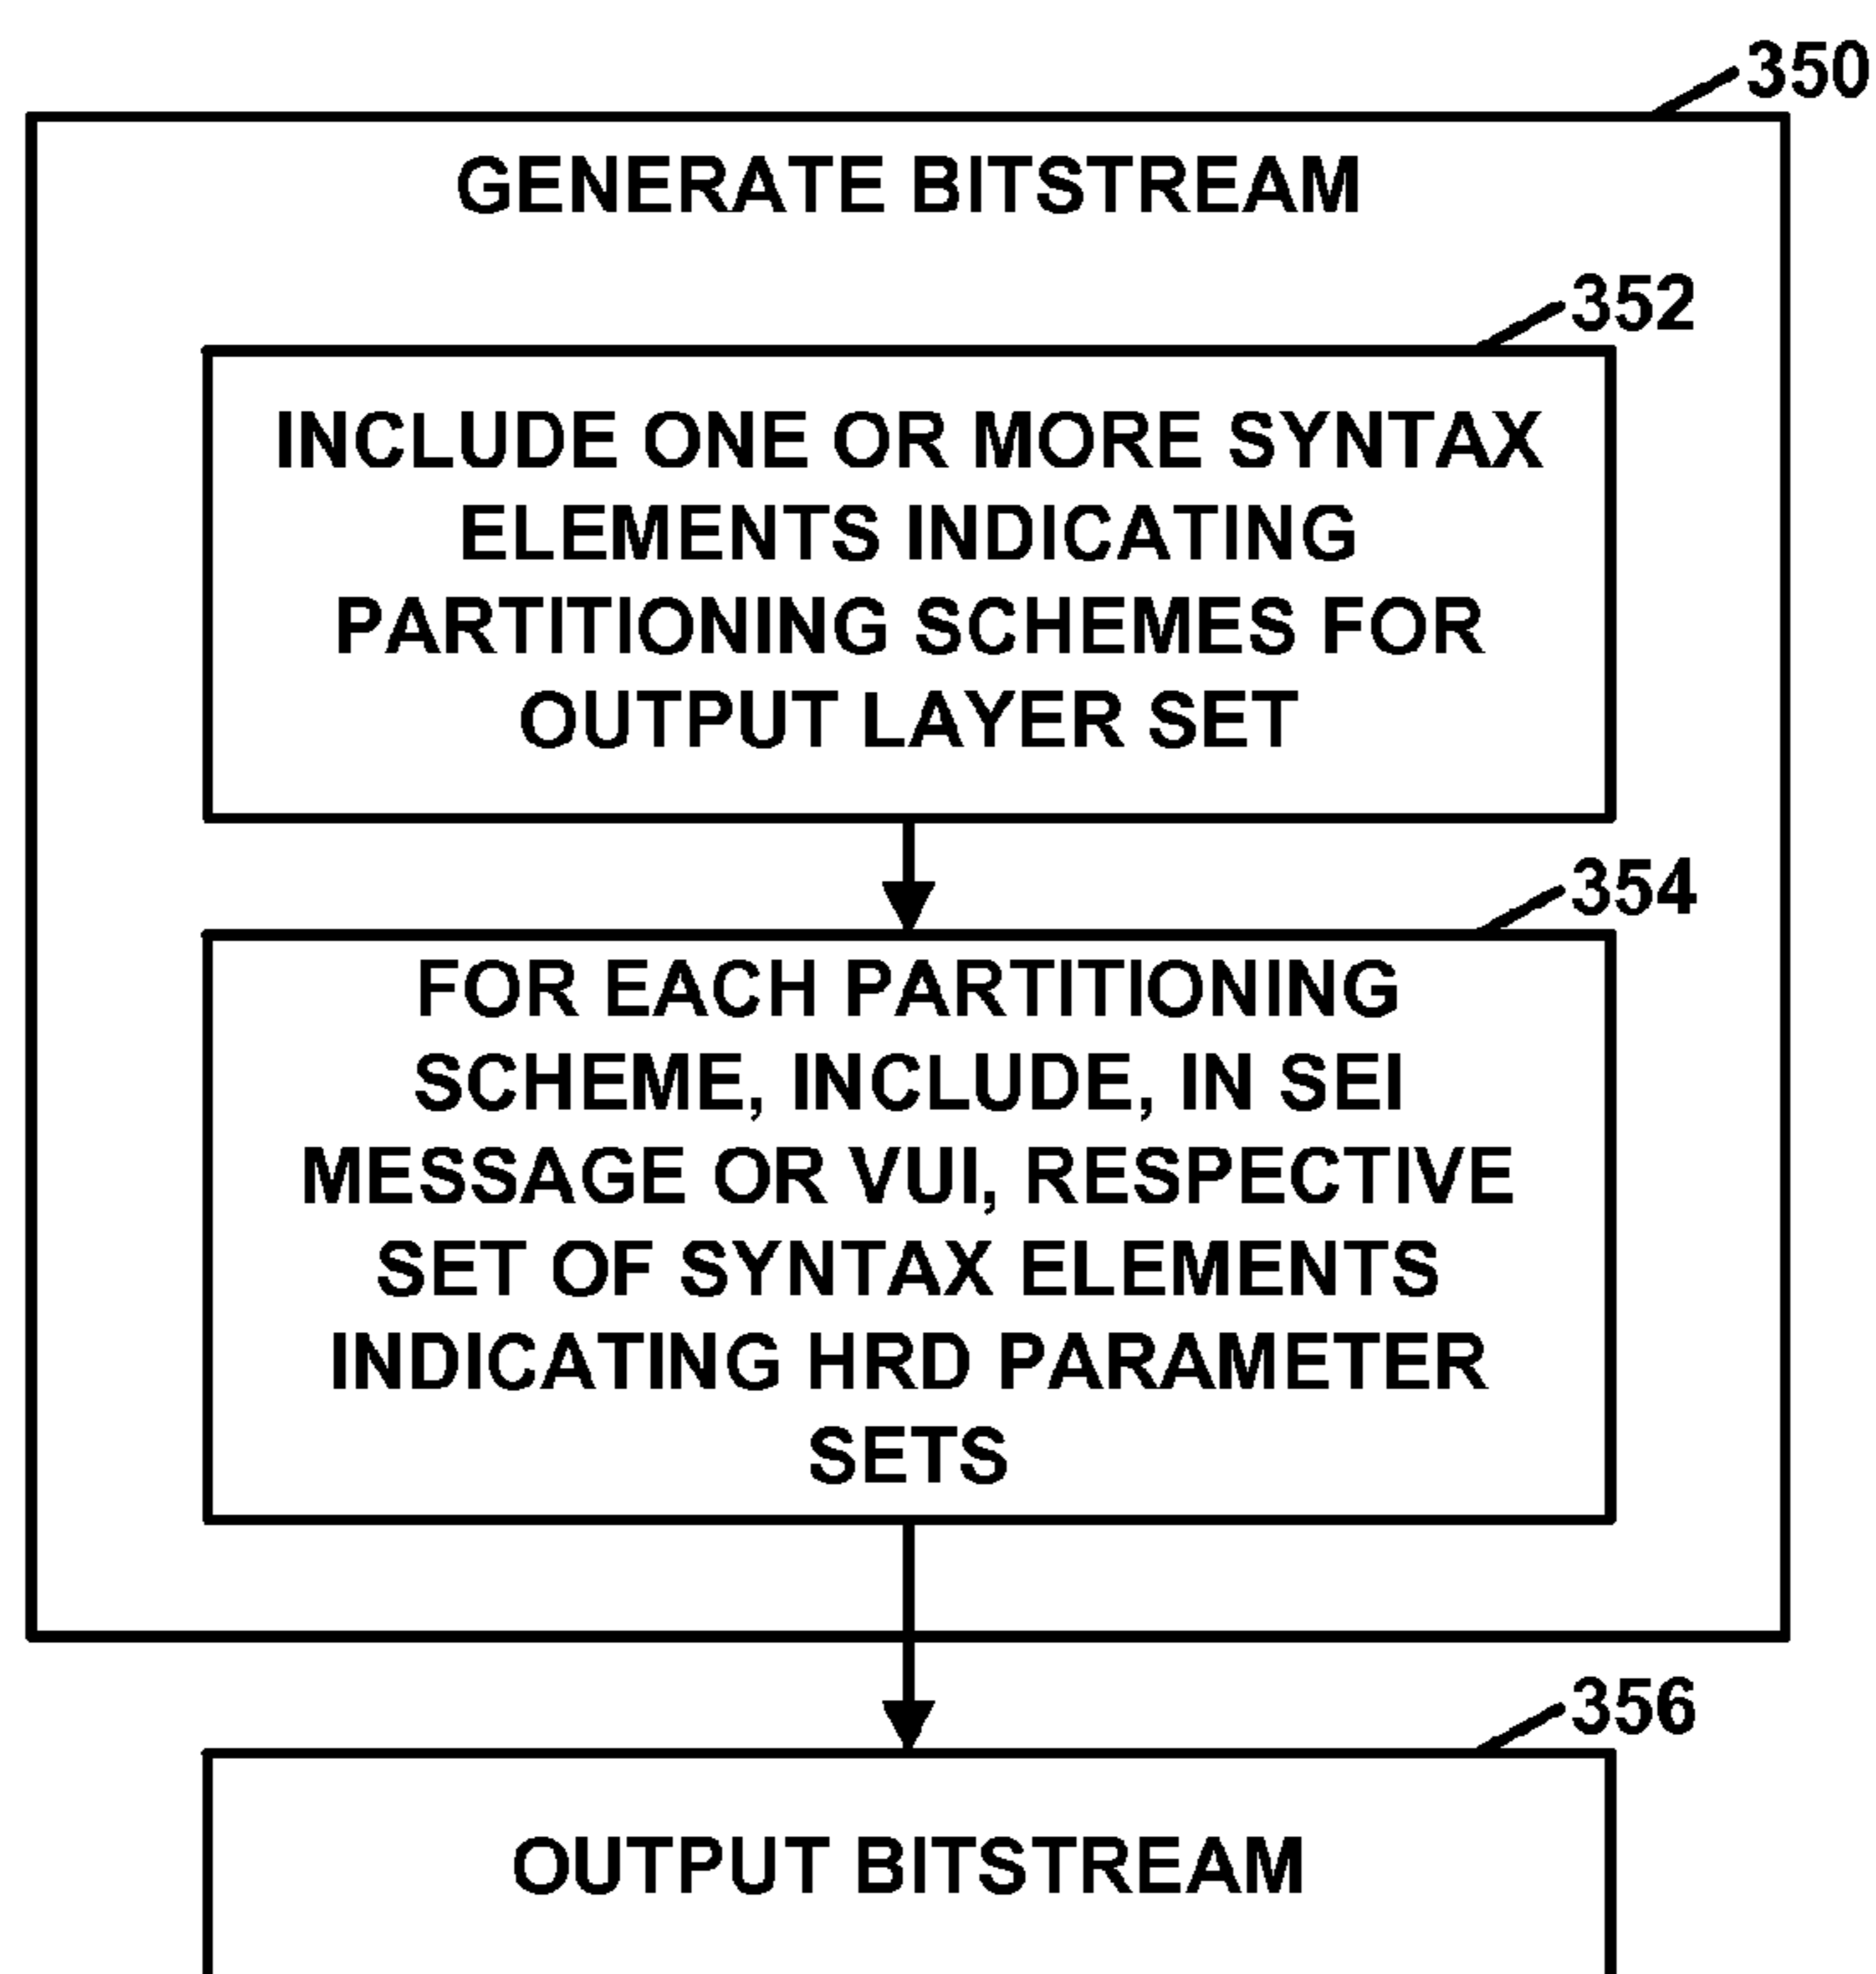 350
GENERATE BITSTREAM
352
INCLUDE ONE OR MORE SYNTAX
ELEMENTS INDICATING
PARTITIONING SCHEMES FOR
OUTPUT LAYER SET
354
FOR EACH PARTITIONING
SCHEME, INCLUDE, IN SEI
MESSAGE OR VUI, RESPECTIVE
SET OF SYNTAX ELEMENTS
INDICATING HRD PARAMETER
SETS
356
OUTPUT BITSTREAM